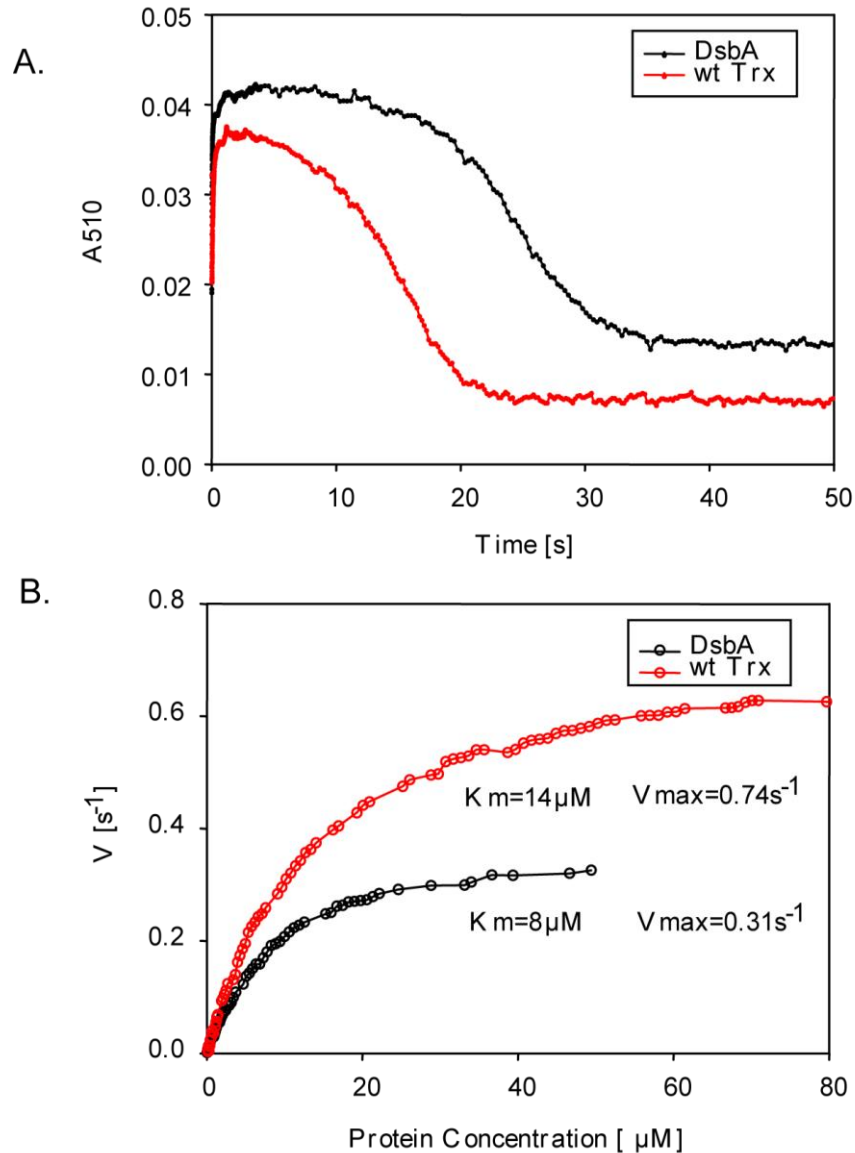 A.
0.05
0.04
0.03
0.02
0.01
0.00
A510
DsbA
wt Trx
0 10 20 30 40 50
Time [s]
B.
0.8
0.6
0.4
0.2
0.0
V [s-1]
DsbA
wt Trx
Km=14µM Vmax=0.74s-1
Km=8µM Vmax=0.31s-1
0 20 40 60 80
Protein Concentration [ µM]